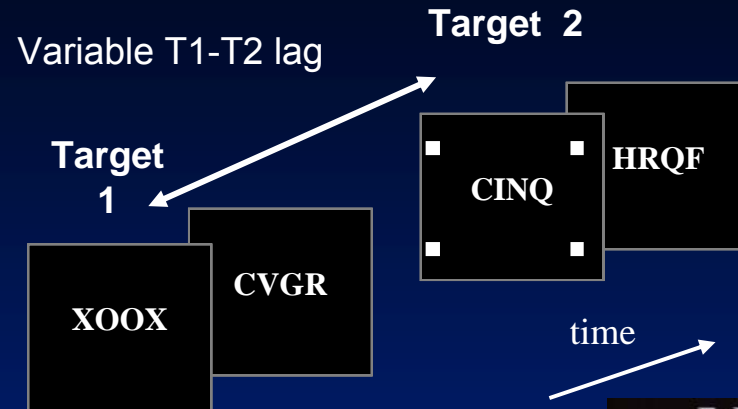 Target 2
Variable T1-T2 lag
Target
1
HRQF
CINQ
CVGR
XOOX
time